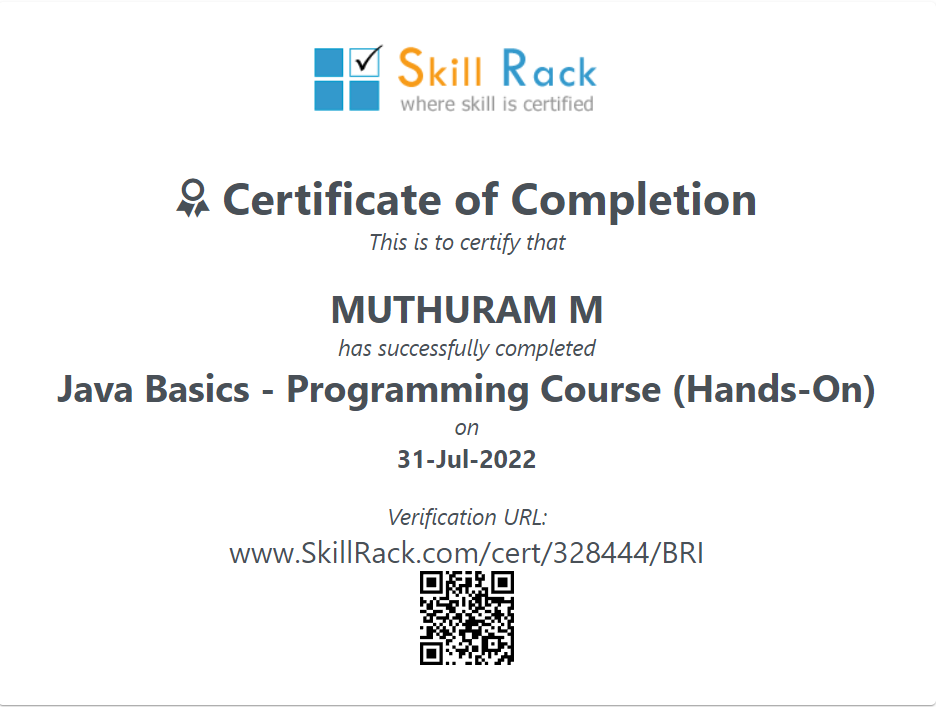 Skill Rack
where skill is certified
Certificate of Completion
This is to certify that
MUTHURAM M
has successfully completed
Java Basics - Programming Course (Hands-On)
on
31-Jul-2022
Verification URL:
www.SkillRack.com/cert/328444/BRI